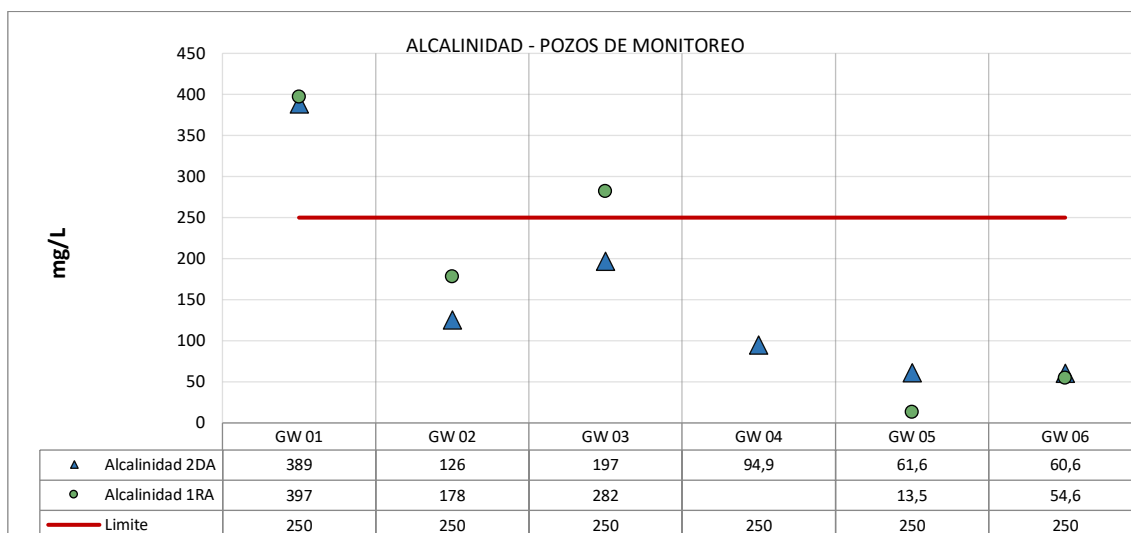 ALCALINIDAD - POZOS DE MONITOREO
mg/L
450
400
350
300
250
200
150
100
50
0
GW 01 GW 02 GW 03 GW 04 GW 05 GW 06
Alcalinidad 2DA 389 126 197 94,9 61,6 60,6
Alcalinidad 1RA 397 178 282 13,5 54,6
Limite 250 250 250 250 250 250